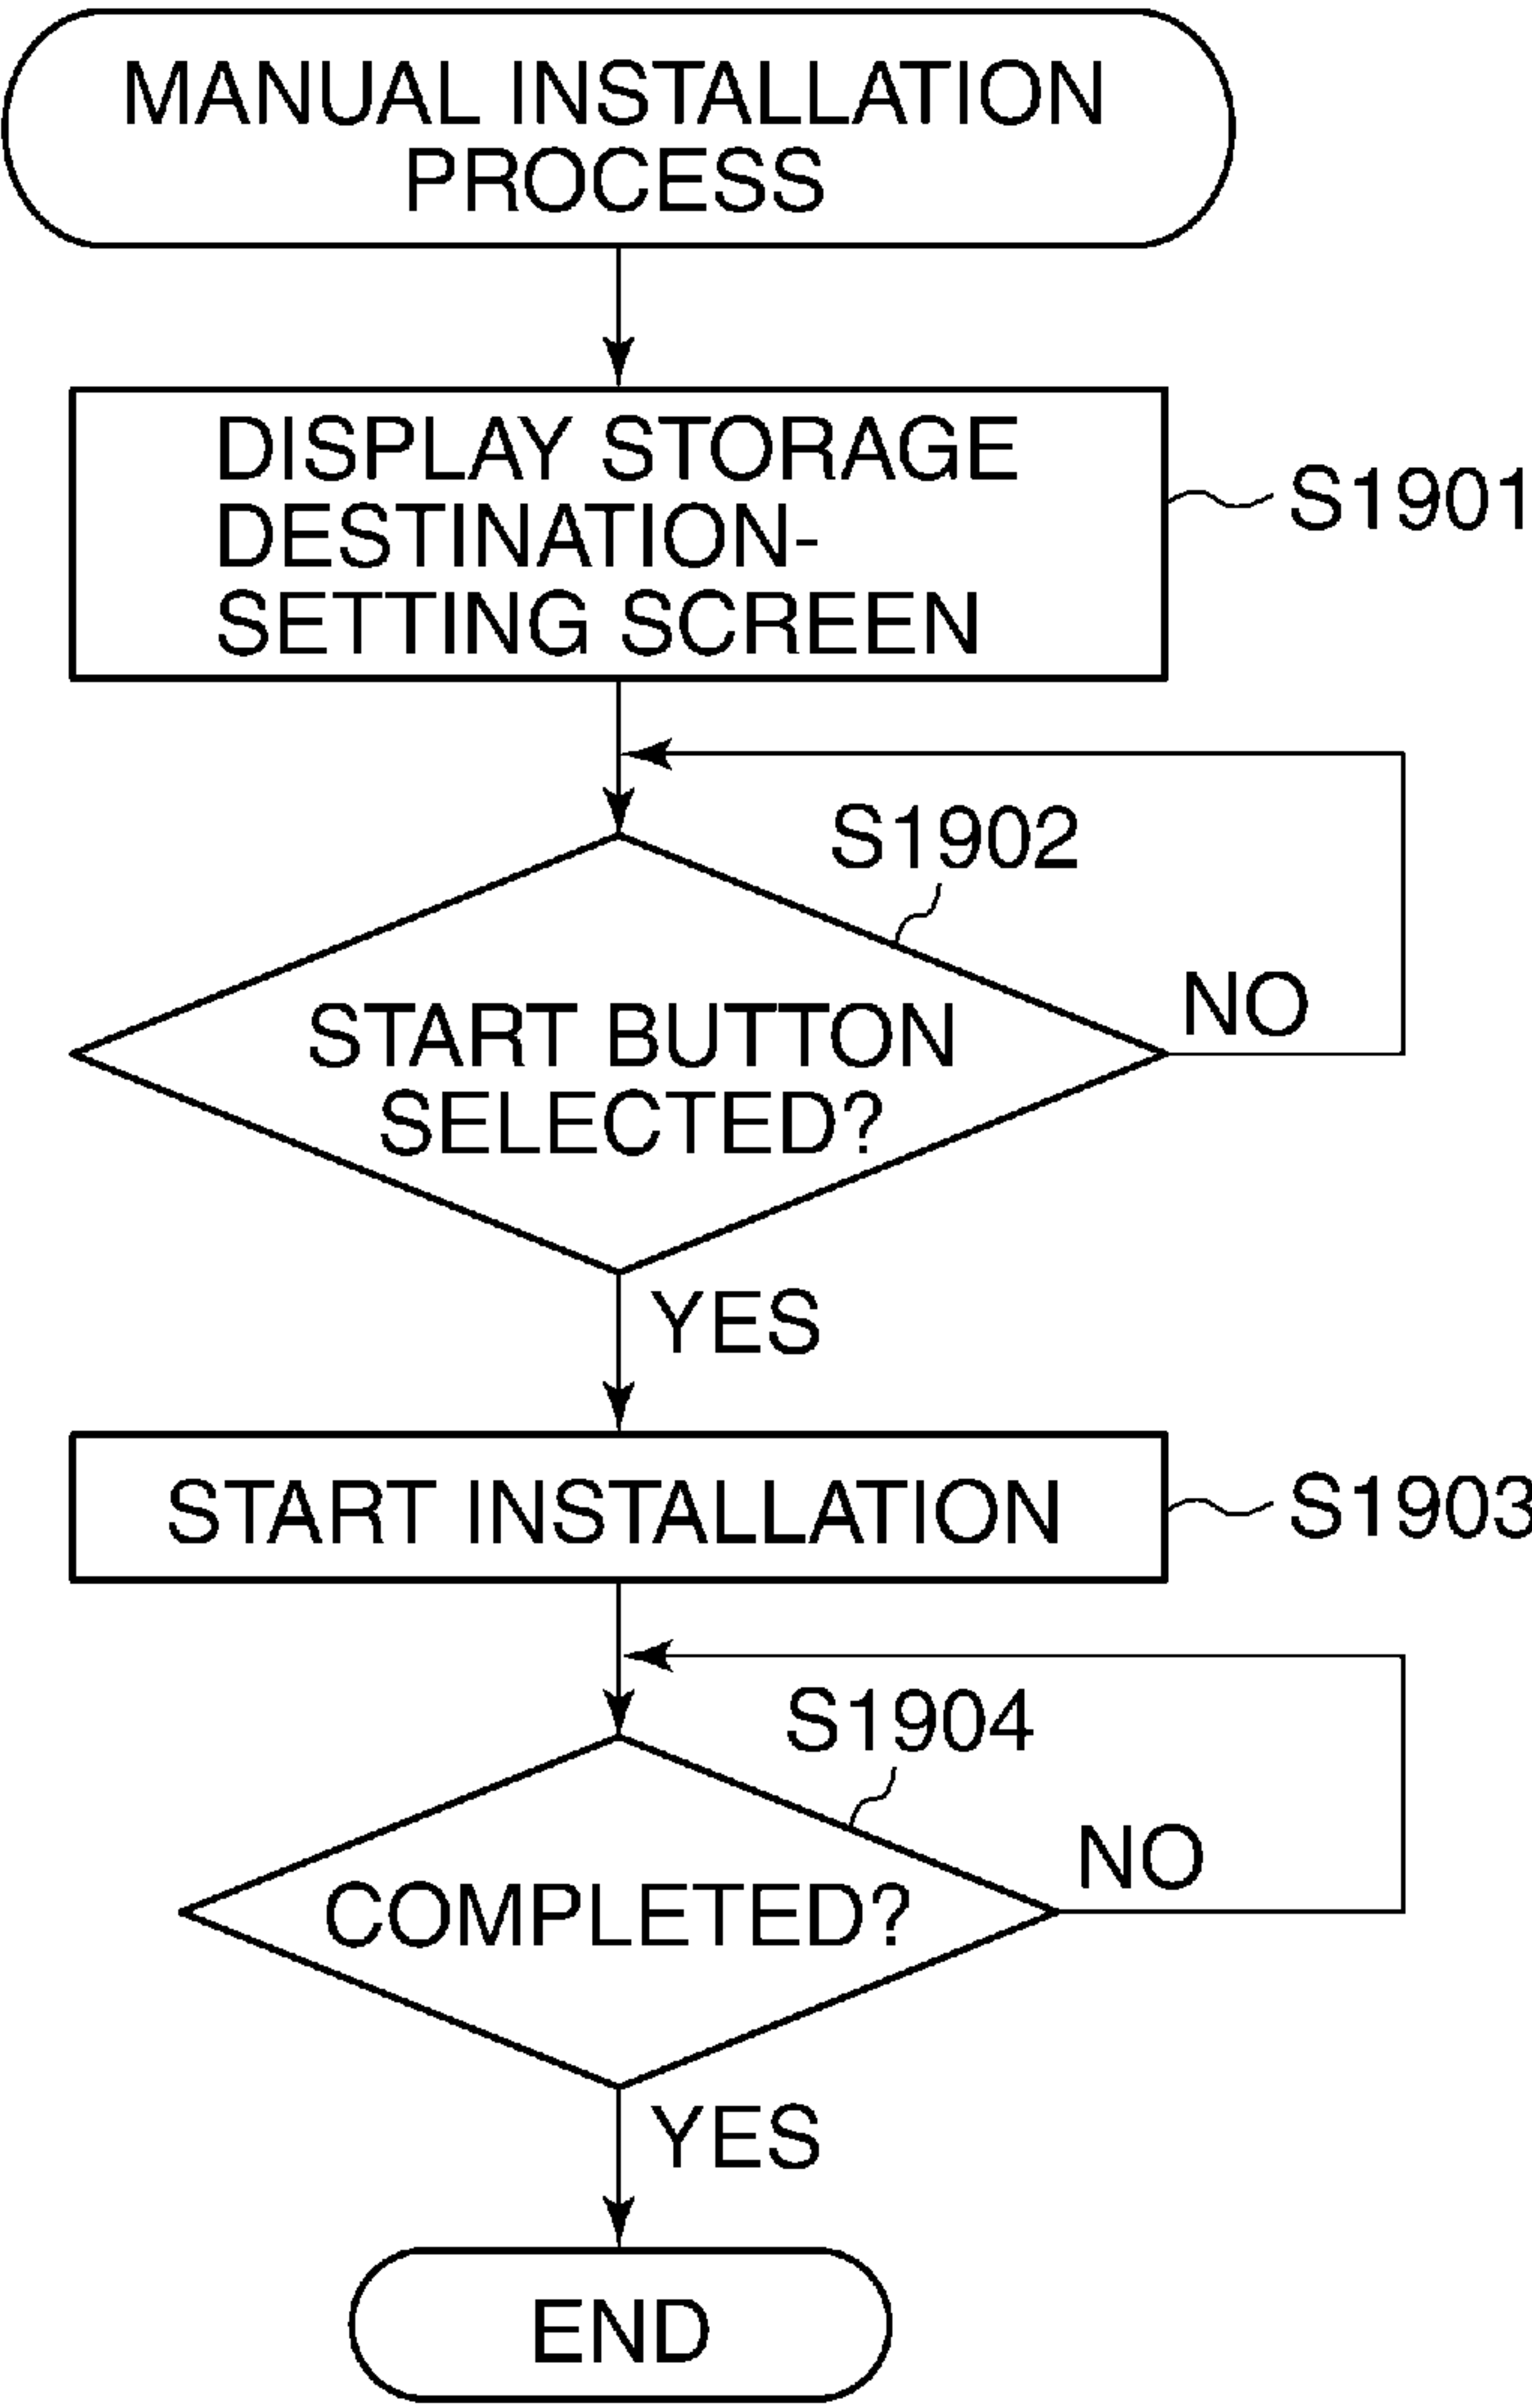 MANUAL INSTALLATION
PROCESS
DISPLAY STORAGE
DESTINATION-
SETTING SCREEN
S1901
S1902
START BUTTON
SELECTED?
NO
YES
START INSTALLATION
S1903
S1904
COMPLETED?
NO
YES
END